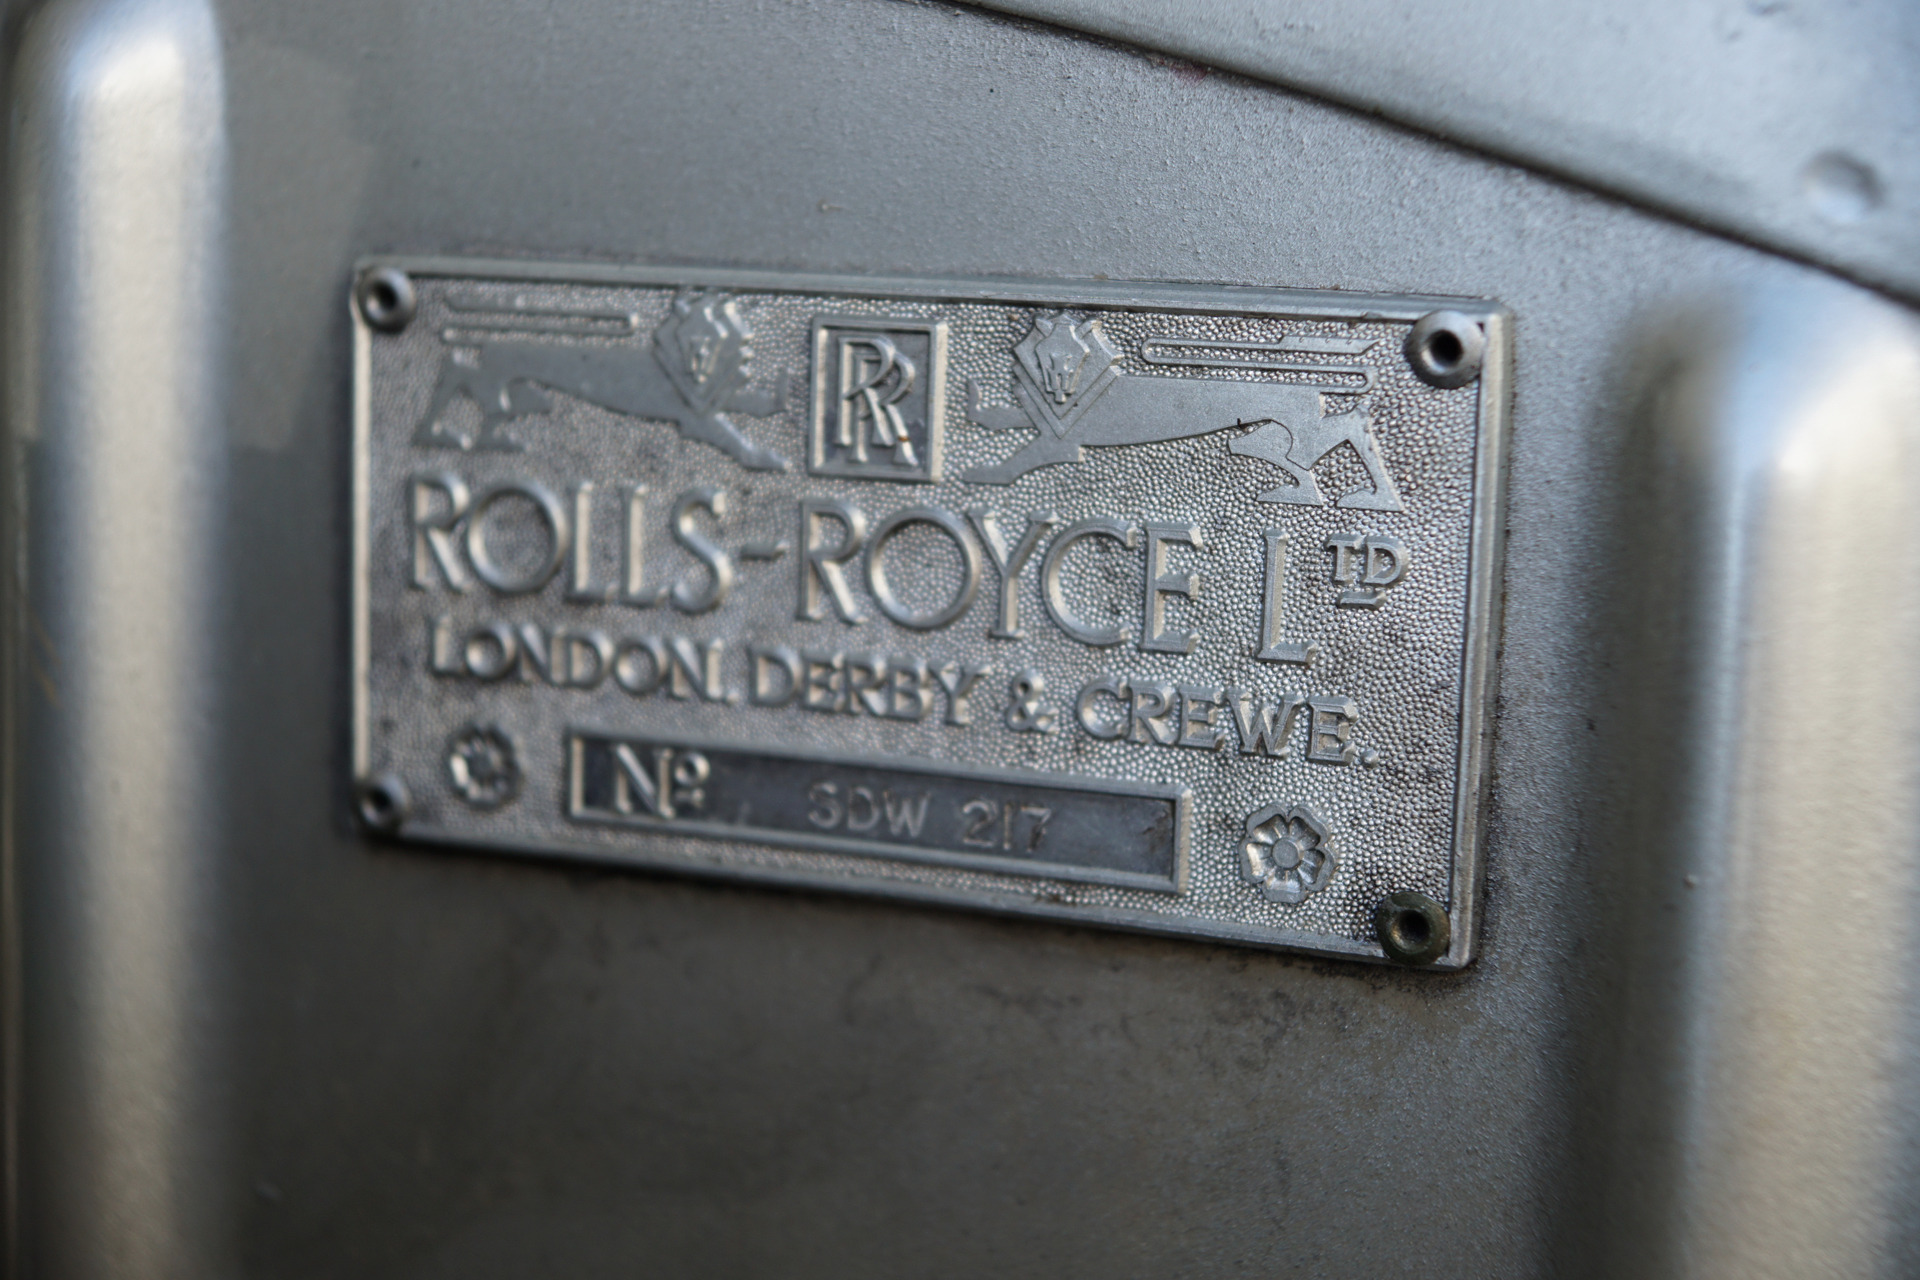 RR
ROLLS-ROYCE LTD
LONDON, DERBY & CREWE.
No SDW 217